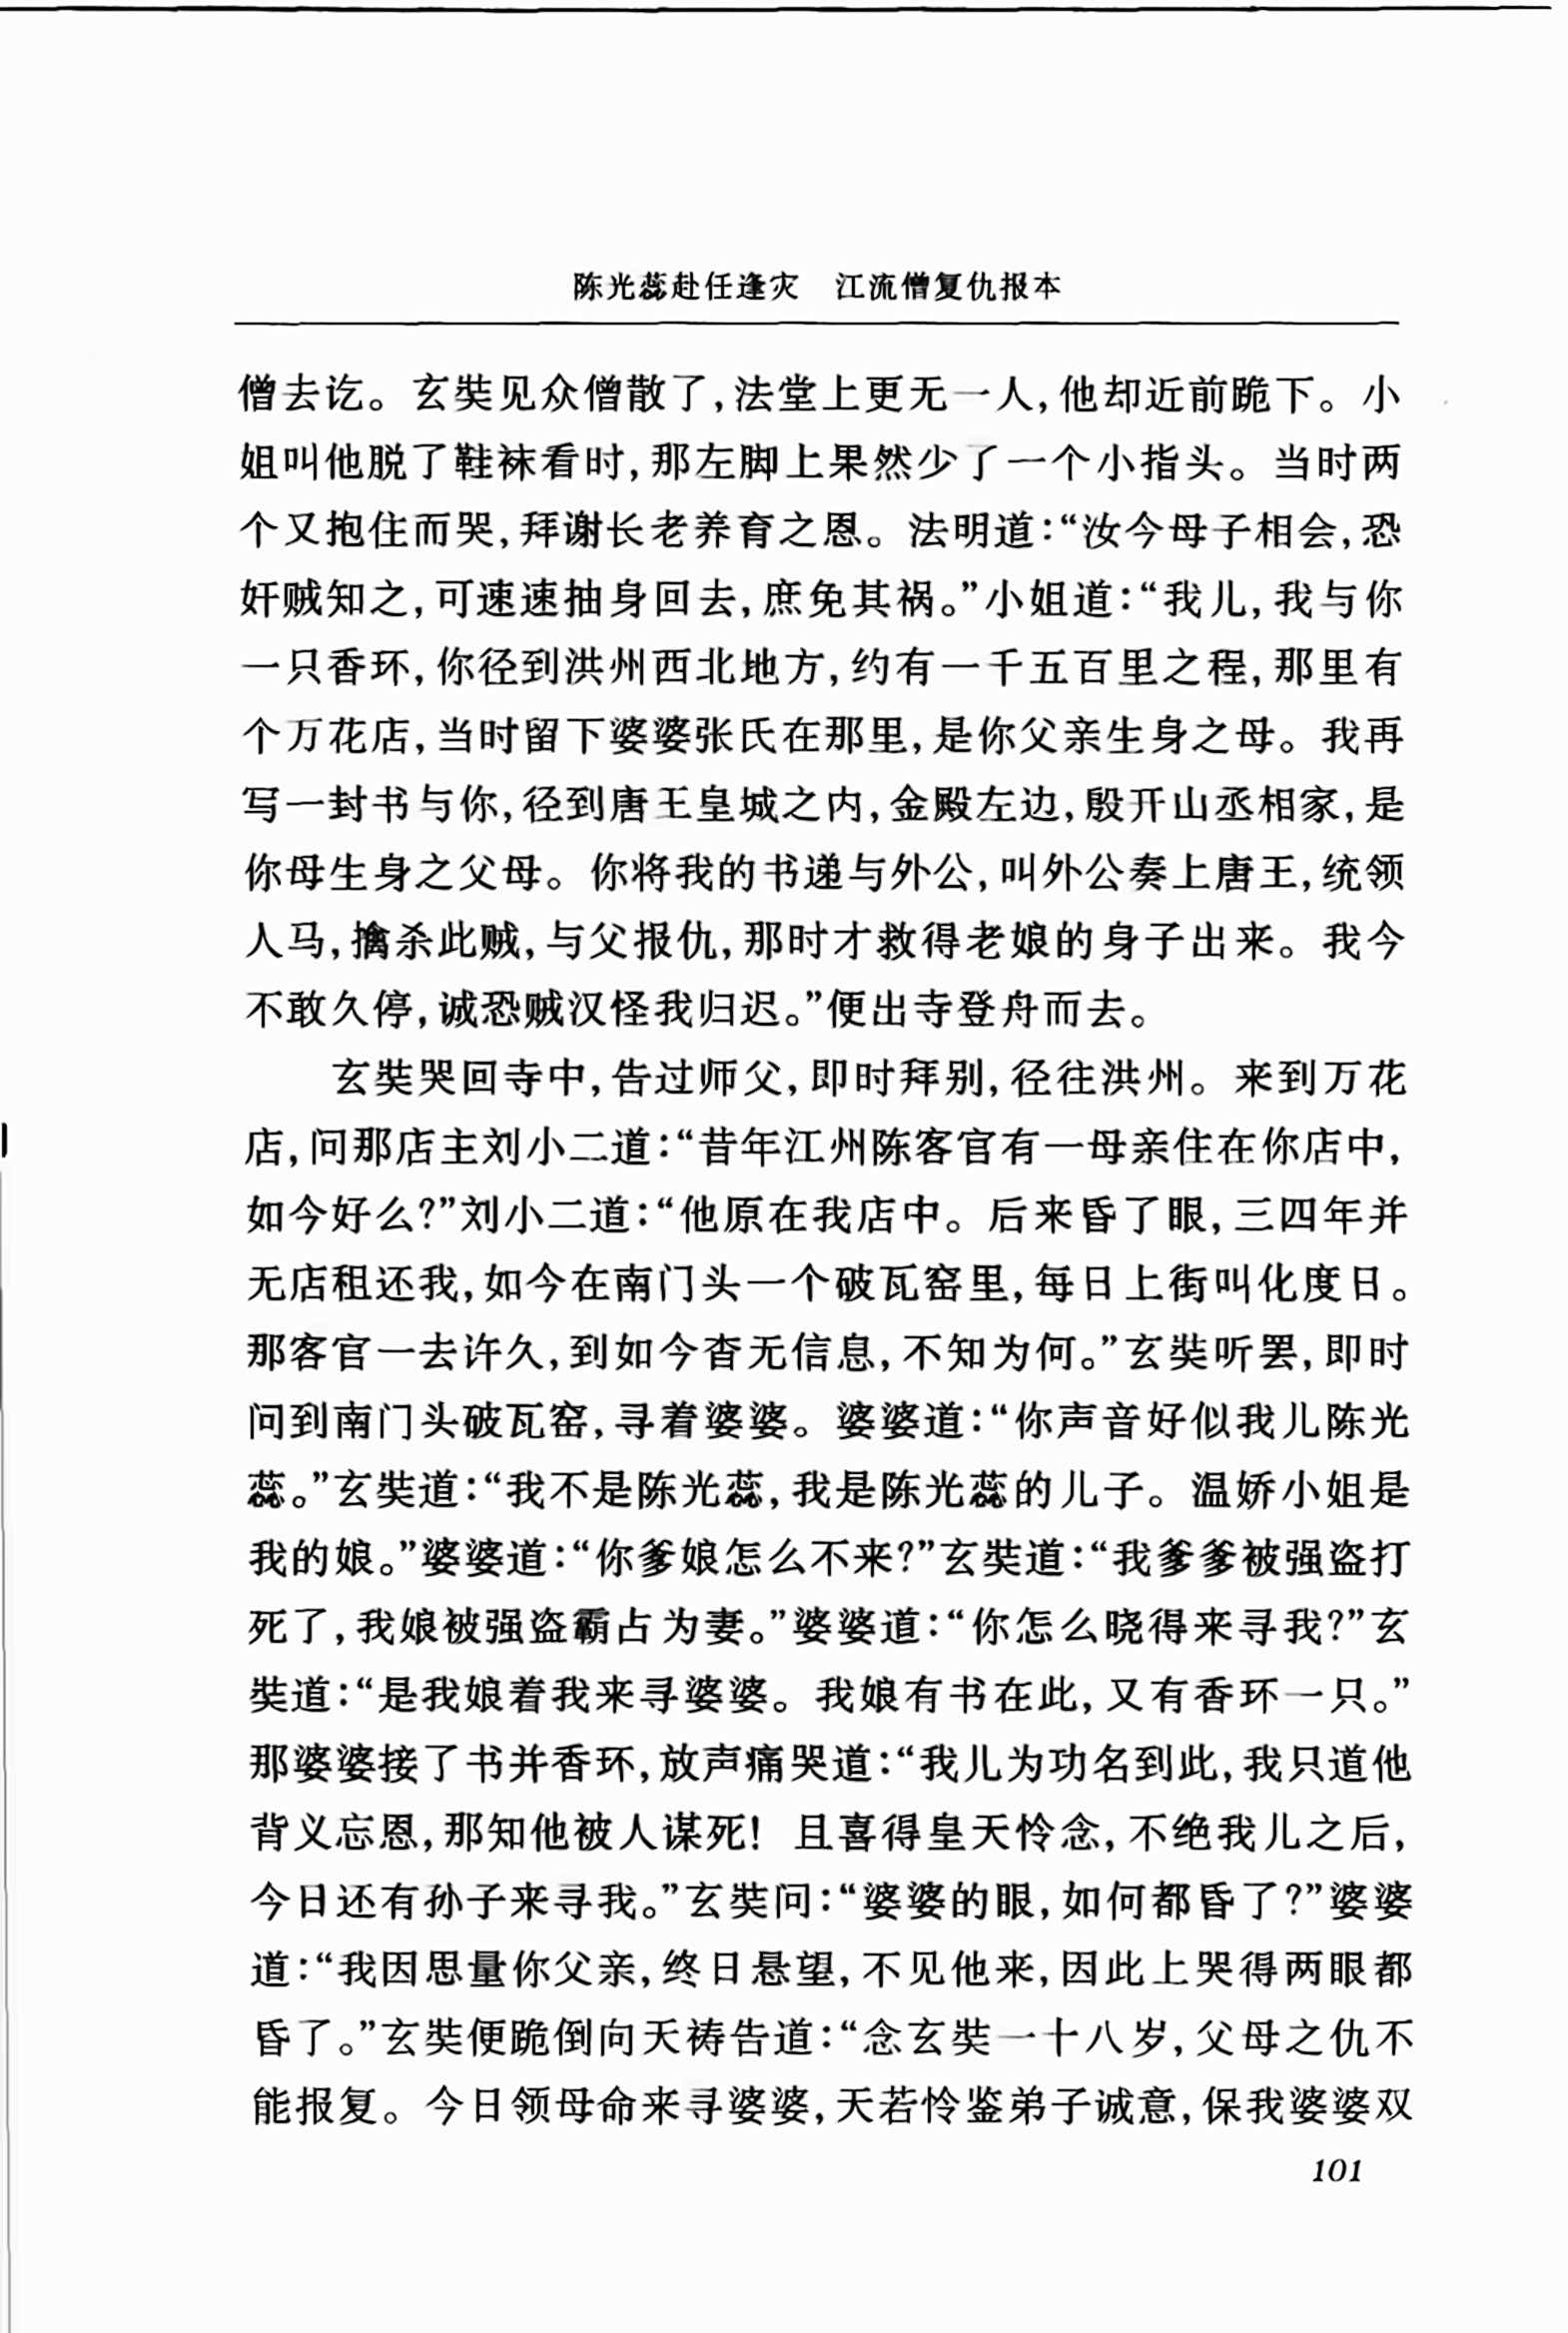 陈光蕊赴任逢灾　江流僧复仇报本
僧去讫。玄奘见众僧散了,法堂上更无一人,他却近前跪下。小
姐叫他脱了鞋袜看时,那左脚上果然少了一个小指头。当时两
个又抱住而哭,拜谢长老养育之恩。法明道:“汝今母子相会,恐
奸贼知之,可速速抽身回去,庶免其祸。”小姐道:“我儿,我与你
一只香环,你径到洪州西北地方,约有一千五百里之程,那里有
个万花店,当时留下婆婆张氏在那里,是你父亲生身之母。我再
写一封书与你,径到唐王皇城之内,金殿左边,殷开山丞相家,是
你母生身之父母。你将我的书递与外公,叫外公奏上唐王,统领
人马,擒杀此贼,与父报仇,那时才救得老娘的身子出来。我今
不敢久停,诚恐贼汉怪我归迟。”便出寺登舟而去。
玄奘哭回寺中,告过师父,即时拜别,径往洪州。来到万花
店,问那店主刘小二道:“昔年江州陈客官有一母亲住在你店中,
如今好么?”刘小二道:“他原在我店中。后来昏了眼,三四年并
无店租还我,如今在南门头一个破瓦窑里,每日上街叫化度日。
那客官一去许久,到如今杳无信息,不知为何。”玄奘听罢,即时
问到南门头破瓦窑,寻着婆婆。婆婆道:“你声音好似我儿陈光
蕊。”玄奘道:“我不是陈光蕊,我是陈光蕊的儿子。温娇小姐是
我的娘。”婆婆道:“你爹娘怎么不来?”玄奘道:“我爹爹被强盗打
死了,我娘被强盗霸占为妻。”婆婆道:“你怎么晓得来寻我?”玄
奘道:“是我娘着我来寻婆婆。我娘有书在此,又有香环一只。”
那婆婆接了书并香环,放声痛哭道:“我儿为功名到此,我只道他
背义忘恩,那知他被人谋死! 且喜得皇天怜念,不绝我儿之后,
今日还有孙子来寻我。”玄奘问:“婆婆的眼,如何都昏了?”婆婆
道:“我因思量你父亲,终日悬望,不见他来,因此上哭得两眼都
昏了。”玄奘便跪倒向天祷告道:“念玄奘一十八岁,父母之仇不
能报复。今日领母命来寻婆婆,天若怜鉴弟子诚意,保我婆婆双
101